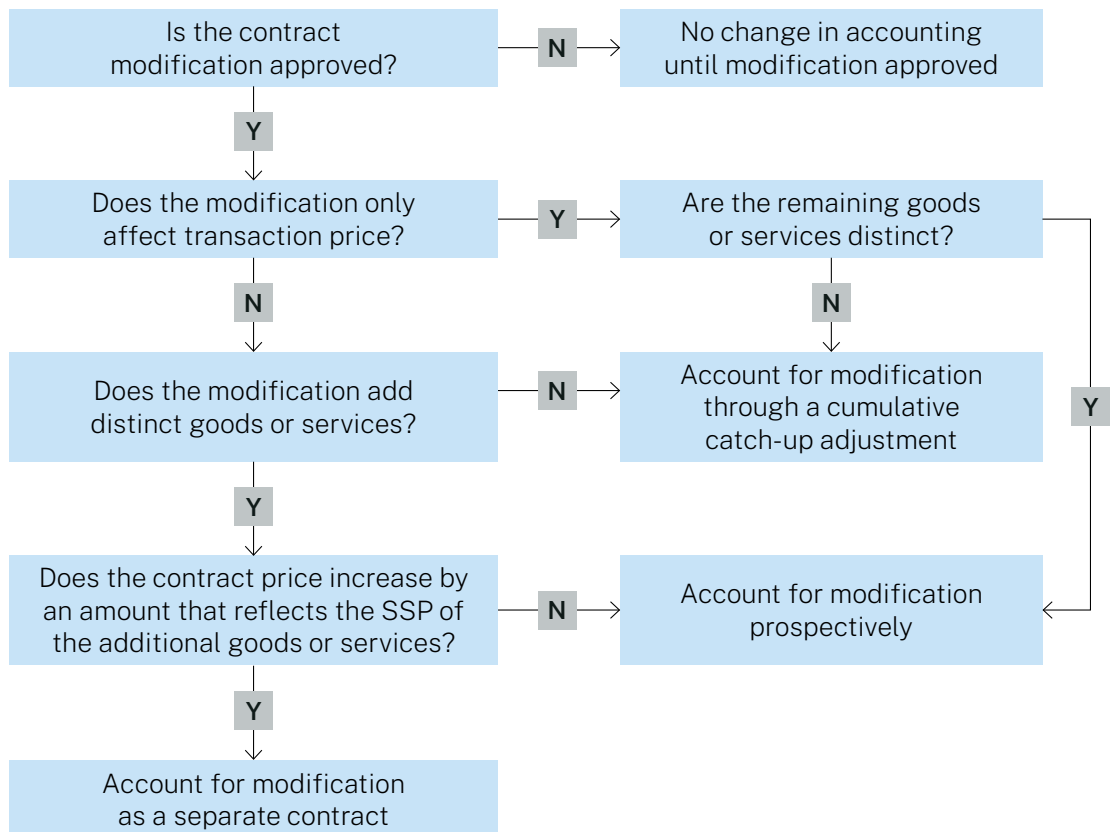 Is the contract
modification approved?
N
No change in accounting
until modification approved
Y
Does the modification only
affect transaction price?
Y
Are the remaining goods
or services distinct?
N
N
Does the modification add
distinct goods or services?
N
Account for modification
through a cumulative
catch-up adjustment
Y
Y
Does the contract price increase by
an amount that reflects the SSP of
the additional goods or services?
N
Account for modification
prospectively
Y
Account for modification
as a separate contract